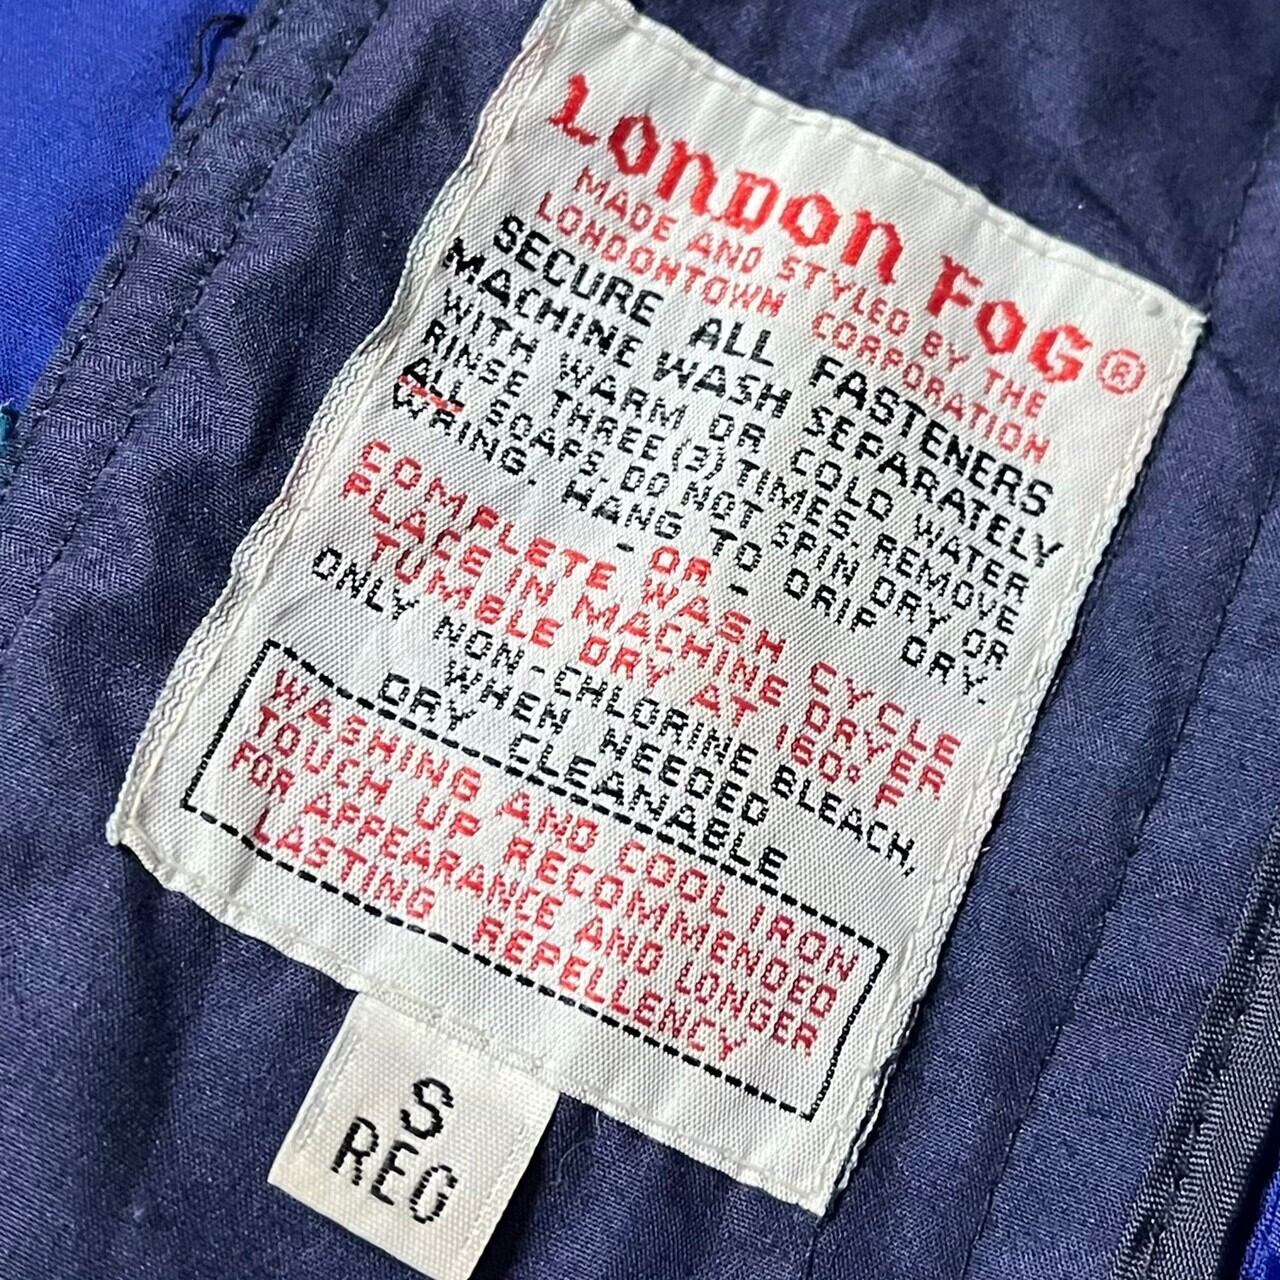 LONDON FOG®
MADE AND STYLED BY THE
LONDONTOWN CORPORATION
SECURE ALL FASTENERS
MACHINE WASH SEPARATELY
WITH WARM OR COLD WATER
RINSE THREE (3) TIMES. REMOVE
ALL SOAPS. DO NOT SPIN DRY OR
WRING. HANG TO DRIP DRY.
- OR -
COMPLETE WASH CYCLE
PLACE IN MACHINE DRYER
TUMBLE DRY AT 160° F
ONLY NON-CHLORINE BLEACH,
WHEN NEEDED
DRY CLEANABLE
WASHING AND COOL IRON
TOUCH UP RECOMMENDED
FOR APPEARANCE AND LONGER
LASTING REPELLENCY
S
REG